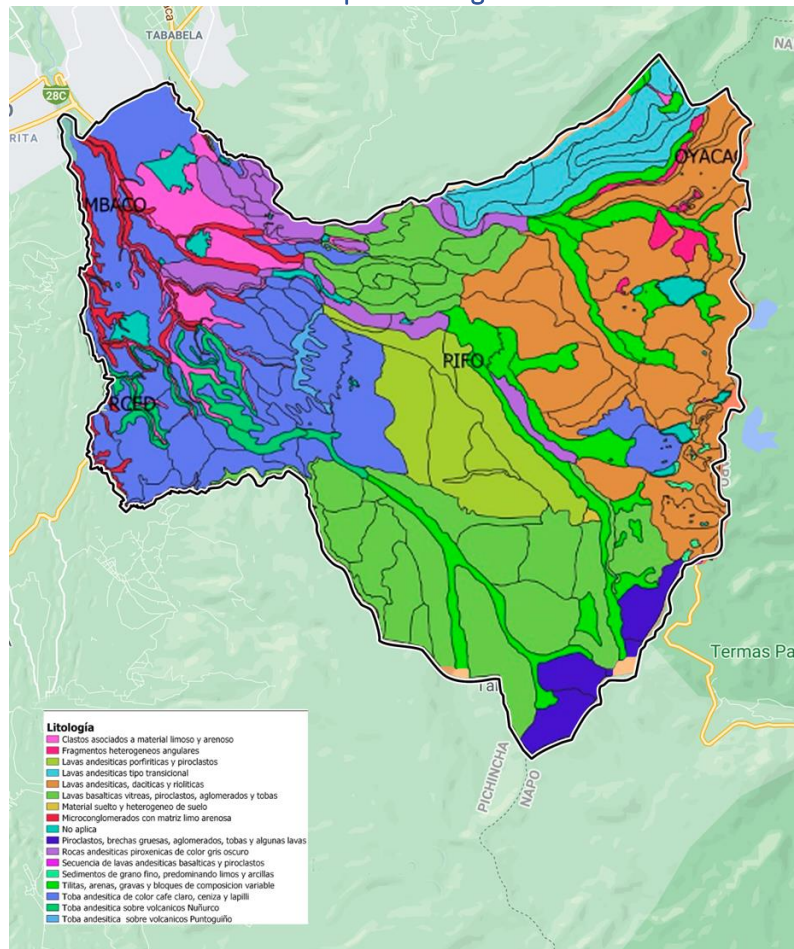 TABABELA
28C
RITA
MBACO
OYACA
PIFO
RCED
Termas Pa
PICHINCHA
NAPO
Litología
Clastos asociados a material limoso y arenoso
Fragmentos heterogeneos angulares
Lavas andesiticas porfiriticas y piroclastos
Lavas andesiticas tipo transicional
Lavas andesiticas, daciticas y rioliticas
Lavas basalticas vitreas, piroclastos, aglomerados y tobas
Material suelto y heterogeneo de suelo
Microconglomerados con matriz limo arenosa
No aplica
Piroclastos, brechas gruesas, aglomerados, tobas y algunas lavas
Rocas andesiticas piroxenicas de color gris oscuro
Secuencia de lavas andesiticas basalticas y piroclastos
Sedimentos de grano fino, predominando limos y arcillas
Tilitas, arenas, gravas y bloques de composicion variable
Toba andesitica de color cafe claro, ceniza y lapilli
Toba andesitica sobre volcanicos Nuñurco
Toba andesitica sobre volcanicos Puntoguiño